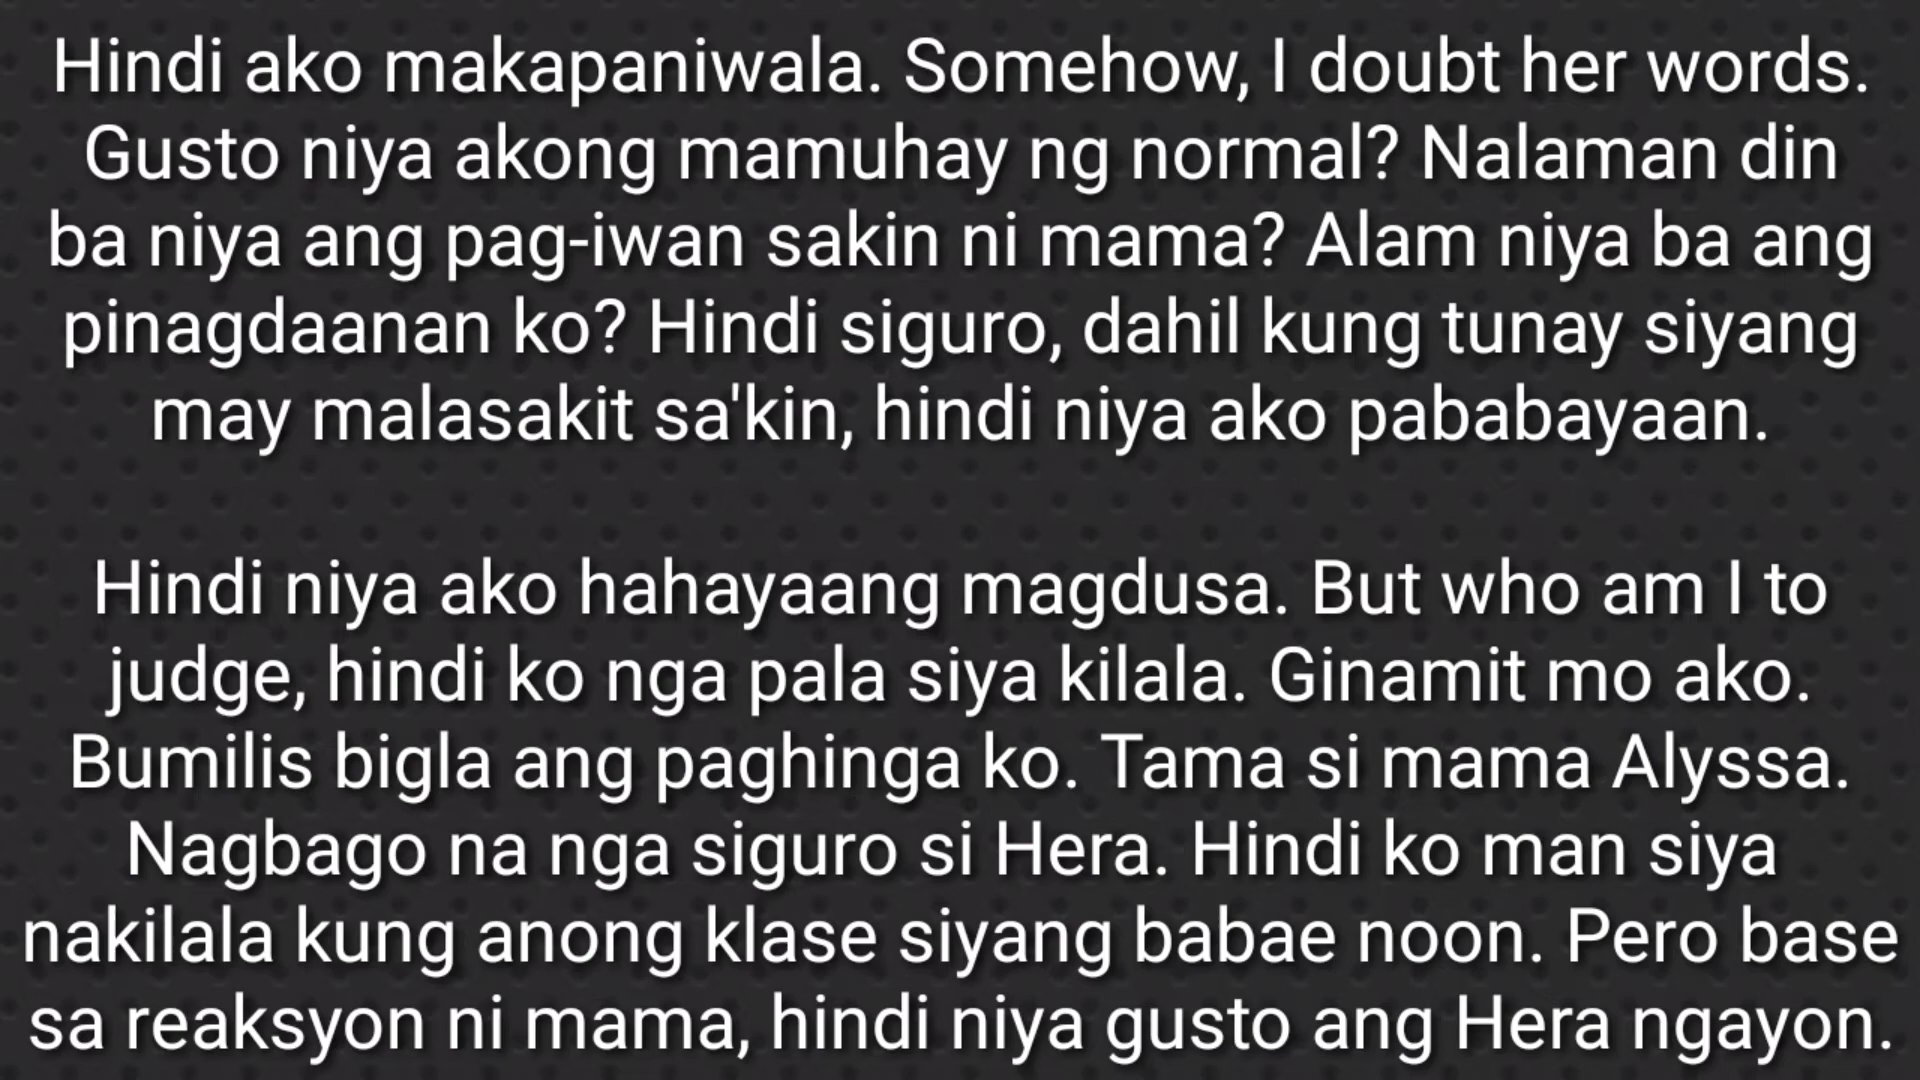 Hindi ako makapaniwala. Somehow, I doubt her words.
Gusto niya akong mamuhay ng normal? Nalaman din
ba niya ang pag-iwan sakin ni mama? Alam niya ba ang
pinagdaanan ko? Hindi siguro, dahil kung tunay siyang
may malasakit sa'kin, hindi niya ako pababayaan.
Hindi niya ako hahayaang magdusa. But who am I to
judge, hindi ko nga pala siya kilala. Ginamit mo ako.
Bumilis bigla ang paghinga ko. Tama si mama Alyssa.
Nagbago na nga siguro si Hera. Hindi ko man siya
nakilala kung anong klase siyang babae noon. Pero base
sa reaksyon ni mama, hindi niya gusto ang Hera ngayon.